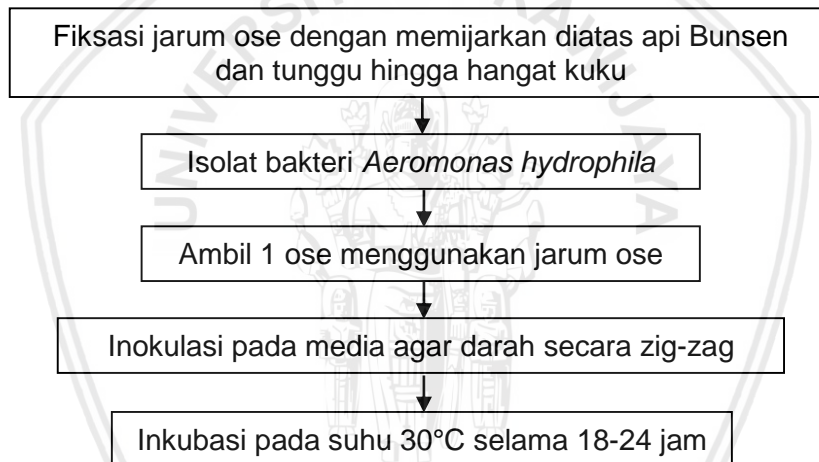 Fiksasi jarum ose dengan memijarkan diatas api Bunsen
dan tunggu hingga hangat kuku
Isolat bakteri Aeromonas hydrophila
Ambil 1 ose menggunakan jarum ose
Inokulasi pada media agar darah secara zig-zag
Inkubasi pada suhu 30°C selama 18-24 jam